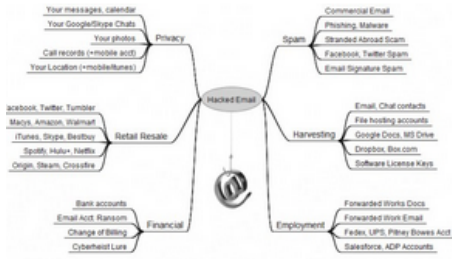 Hacked Email
Privacy
Your messages, calendar
Your Google/Skype Chats
Your photos
Call records (+mobile acct)
Your Location (+mobile/itunes)
Retail Resale
acebook, Twitter, Tumbler
Macys, Amazon, Walmart
iTunes, Skype, Bestbuy
Spotify, Hulu+, Netflix
Origin, Steam, Crossfire
Financial
Bank accounts
Email Acct. Ransom
Change of Billing
Cyberheist Lure
Spam
Commercial Email
Phishing, Malware
Stranded Abroad Scam
Facebook, Twitter Spam
Email Signature Spam
Harvesting
Email, Chat contacts
File hosting accounts
Google Docs, MS Drive
Dropbox, Box.com
Software License Keys
Employment
Forwarded Works Docs
Forwarded Work Email
Fedex, UPS, Pitney Bowes Acct
Salesforce, ADP Accounts